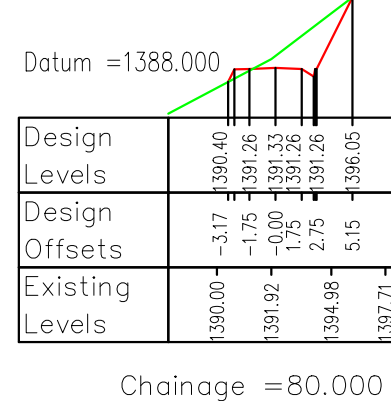 Datum =1388.000
Design Levels 1390.40 1391.26 1391.33 1391.26 1391.26 1396.05
Design Offsets -3.17 -1.75 -0.00 1.75 2.75 5.15
Existing Levels 1390.00 1391.92 1394.98 1397.71
Chainage =80.000